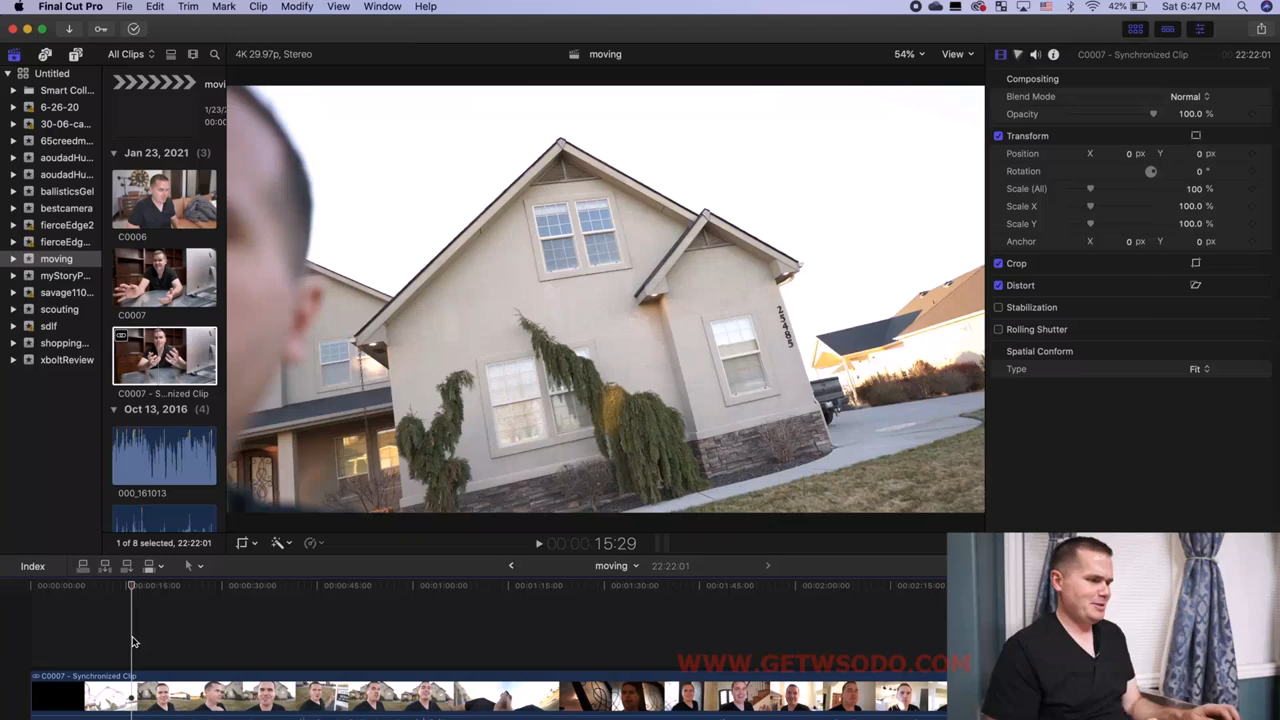 Final Cut Pro File Edit Trim Mark Clip Modify View Window Help 42% Sat 6:47 PM
All Clips 4K 29.97p, Stereo moving 54% View C0007 - Synchronized Clip 22:22:01
Untitled
Smart Coll...
6-26-20
30-06-ca...
65creedm...
aoudadHu...
aoudadHu...
ballisticsGel
bestcamera
fierceEdge2
fierceEdg...
moving
myStoryP...
savage110...
scouting
sdlf
shopping...
xboltReview
movi
1/23/2
00:00
Jan 23, 2021 (3)
C0006
C0007
C0007 - S...nized Clip
Oct 13, 2016 (4)
000_161013
1 of 8 selected, 22:22:01
25485
Compositing
Blend Mode Normal
Opacity 100.0 %
Transform
Position X 0 px Y 0 px
Rotation 0 °
Scale (All) 100 %
Scale X 100.0 %
Scale Y 100.0 %
Anchor X 0 px Y 0 px
Crop
Distort
Stabilization
Rolling Shutter
Spatial Conform
Type Fit
00:00:15:29
Index moving 22:22:01
00:00:00:00 00:00:15:00 00:00:30:00 00:00:45:00 00:01:00:00 00:01:15:00 00:01:30:00 00:01:45:00 00:02:00:00 00:02:15:00
WWW.GETWSODO.COM
C0007 - Synchronized Clip